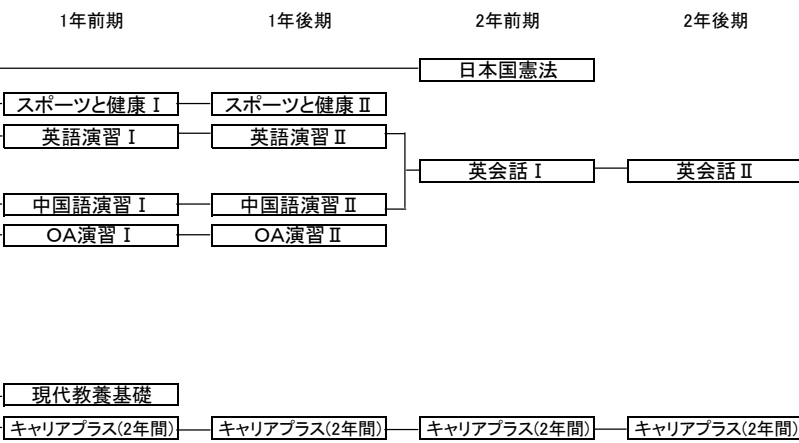 1年前期 1年後期 2年前期 2年後期
日本国憲法
スポーツと健康Ⅰ スポーツと健康Ⅱ
英語演習Ⅰ 英語演習Ⅱ
英会話Ⅰ 英会話Ⅱ
中国語演習Ⅰ 中国語演習Ⅱ
OA演習Ⅰ OA演習Ⅱ
現代教養基礎
キャリアプラス(2年間) キャリアプラス(2年間) キャリアプラス(2年間) キャリアプラス(2年間)